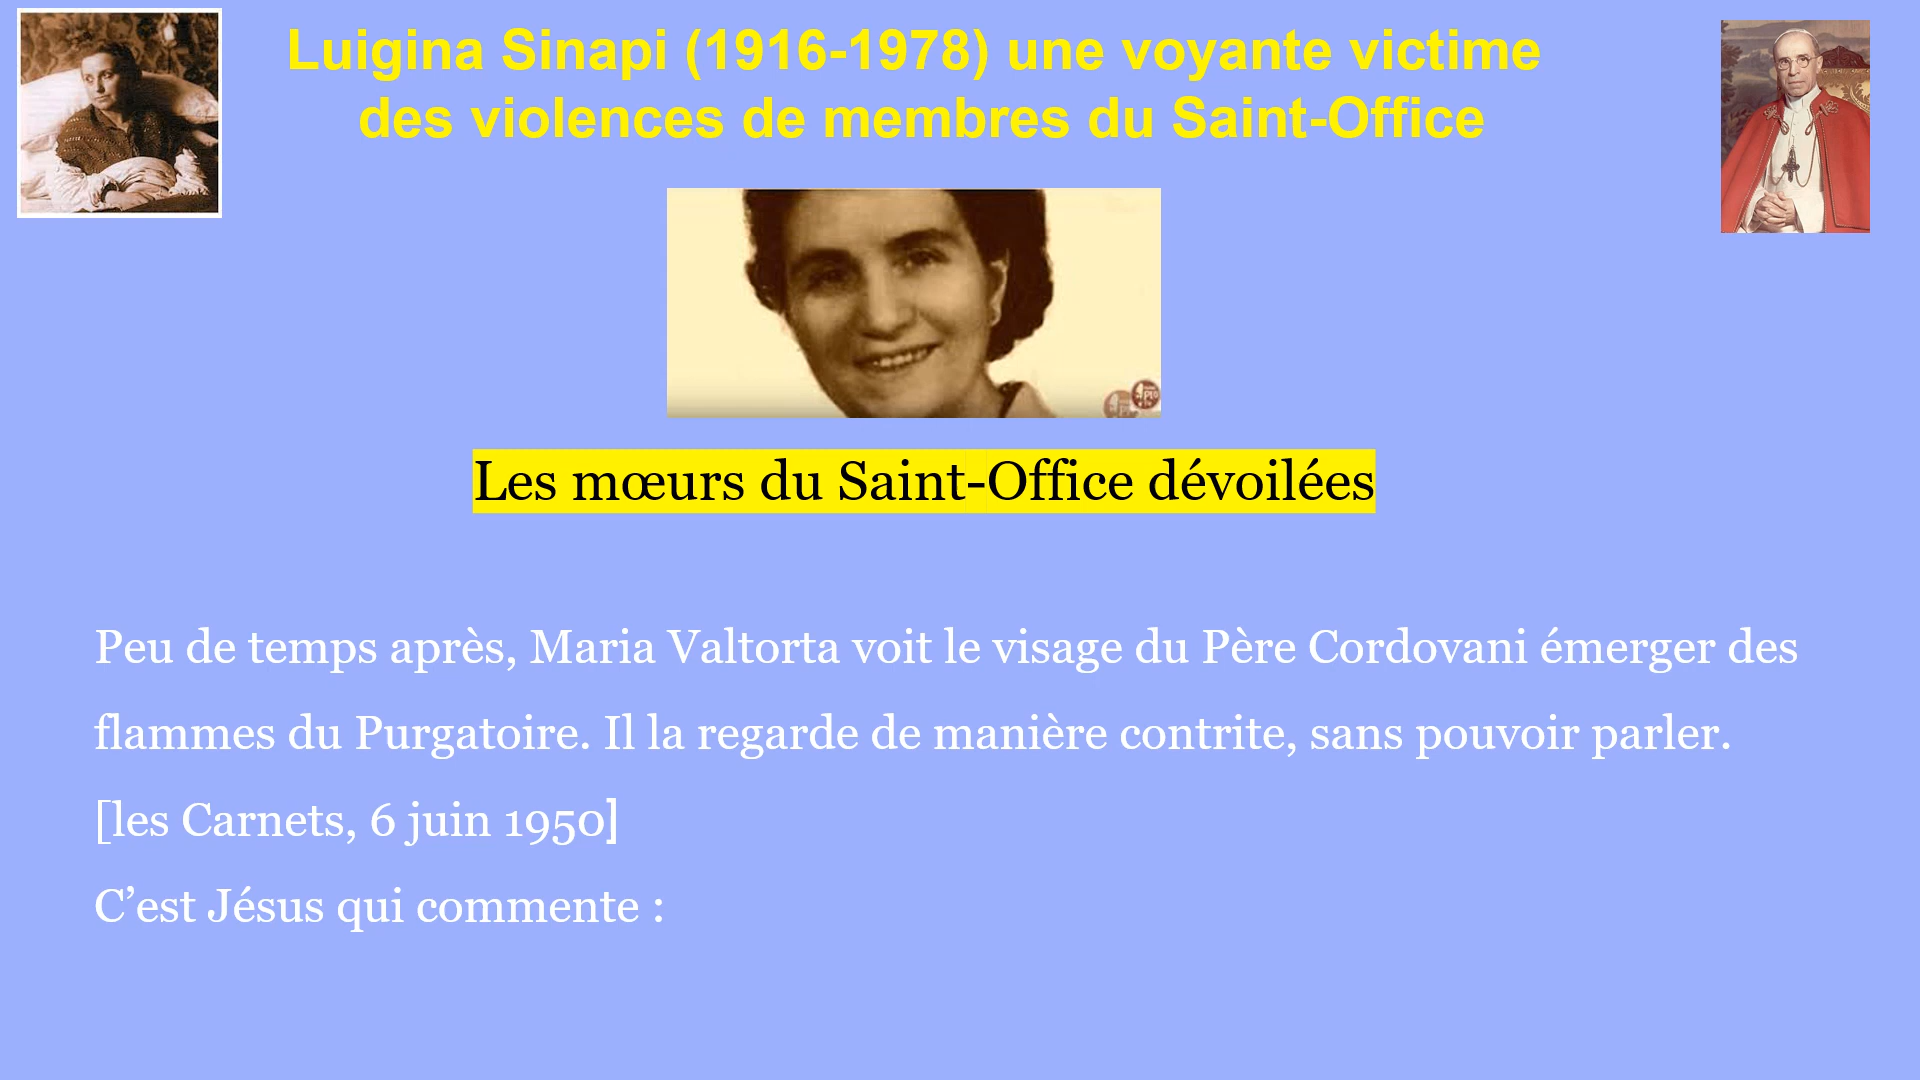 Luigina Sinapi (1916-1978) une voyante victime
des violences de membres du Saint-Office
Les mœurs du Saint-Office dévoilées
Peu de temps après, Maria Valtorta voit le visage du Père Cordovani émerger des
flammes du Purgatoire. Il la regarde de manière contrite, sans pouvoir parler.
[les Carnets, 6 juin 1950]
C’est Jésus qui commente :